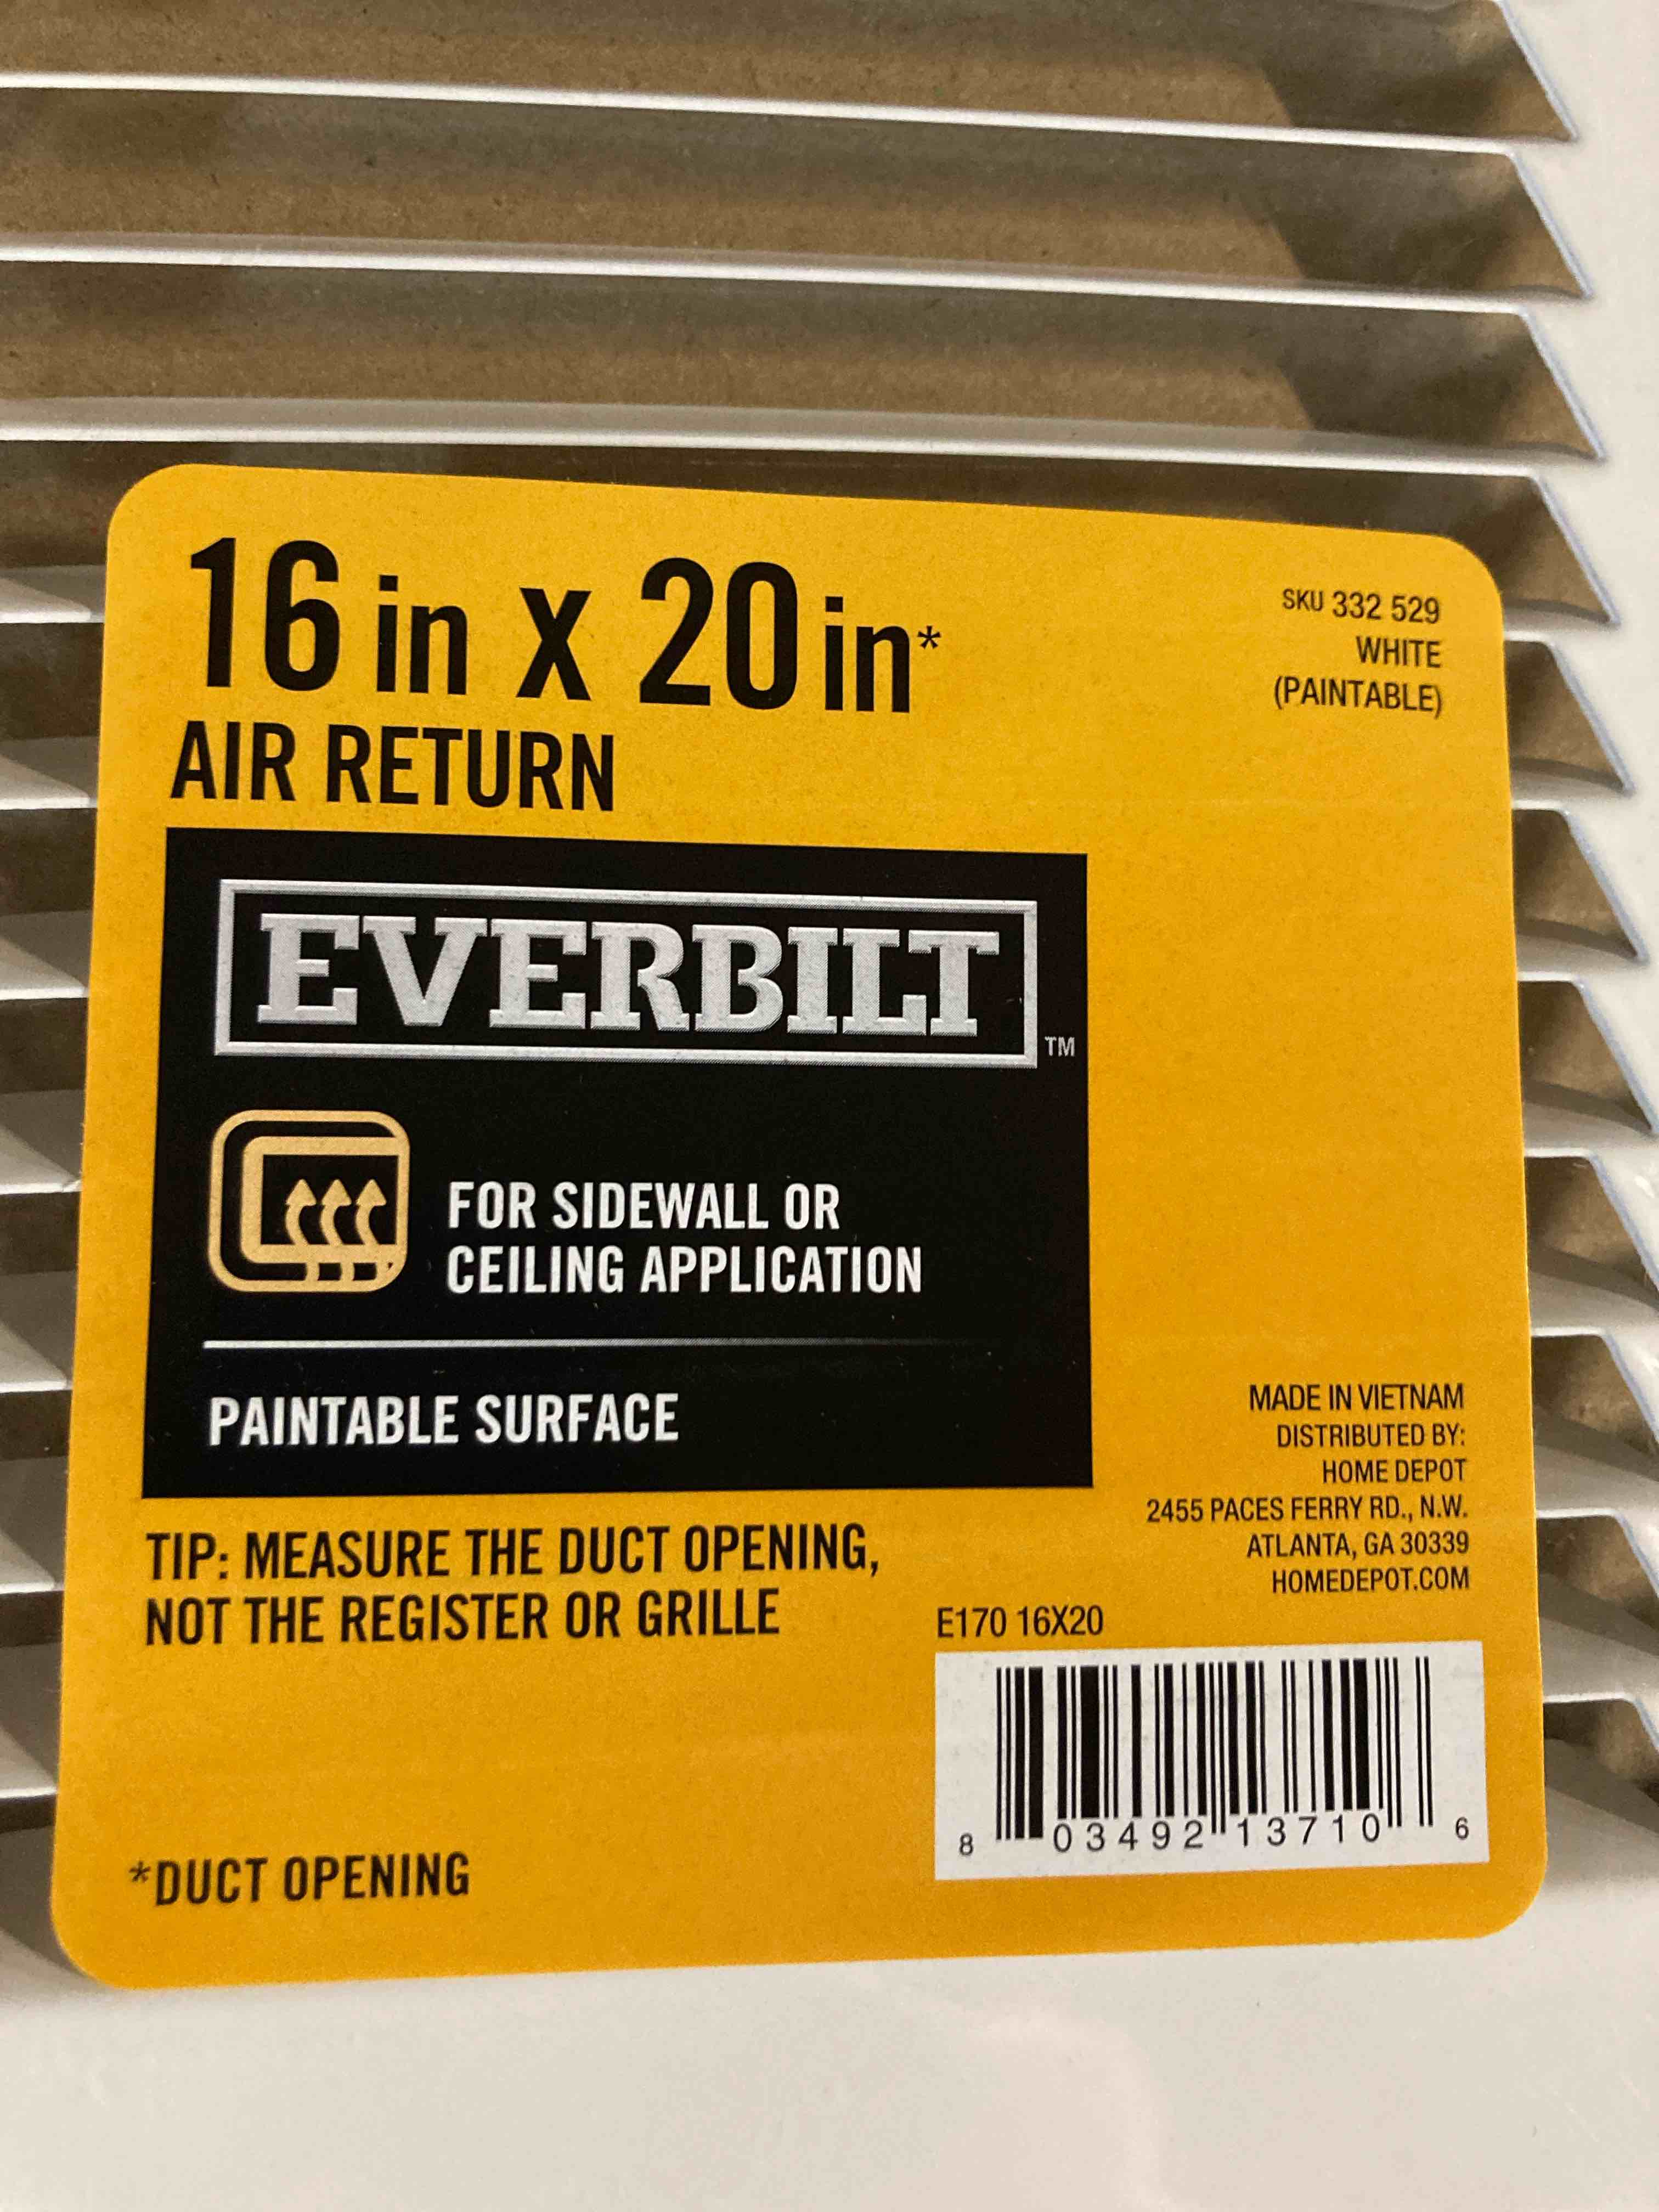 16 in x 20 in*
AIR RETURN
SKU 332 529
WHITE
(PAINTABLE)
EVERBILT
TM
FOR SIDEWALL OR
CEILING APPLICATION
PAINTABLE SURFACE
TIP: MEASURE THE DUCT OPENING,
NOT THE REGISTER OR GRILLE
*DUCT OPENING
MADE IN VIETNAM
DISTRIBUTED BY:
HOME DEPOT
2455 PACES FERRY RD., N.W.
ATLANTA, GA 30339
HOMEDEPOT.COM
E170 16X20
8 03492 13710 6